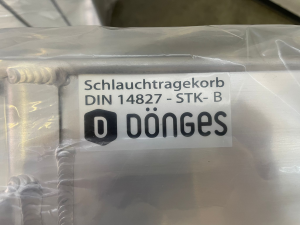 Schlauchtragekorb
DIN 14827 - STK- B
D DÖNGES